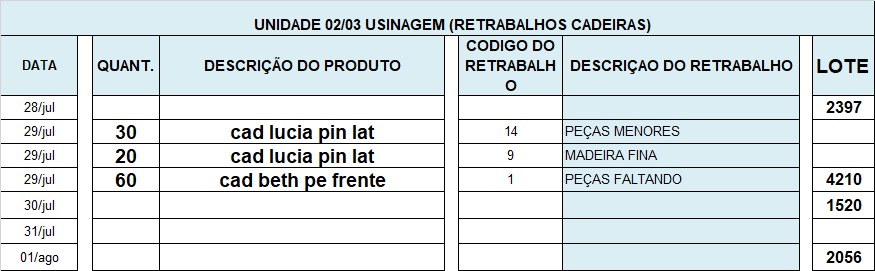 UNIDADE 02/03 USINAGEM (RETRABALHOS CADEIRAS)
DATA QUANT. DESCRIÇÃO DO PRODUTO CODIGO DO RETRABALHO DESCRIÇAO DO RETRABALHO LOTE
28/jul 2397
29/jul 30 cad lucia pin lat 14 PEÇAS MENORES
29/jul 20 cad lucia pin lat 9 MADEIRA FINA
29/jul 60 cad beth pe frente 1 PEÇAS FALTANDO 4210
30/jul 1520
31/jul
01/ago 2056